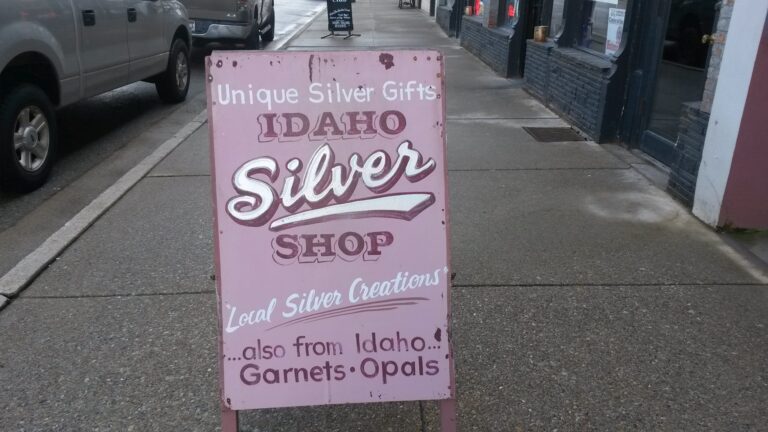 Unique Silver Gifts
IDAHO
Silver
SHOP
"Local Silver Creations"
...also from Idaho...
Garnets • Opals